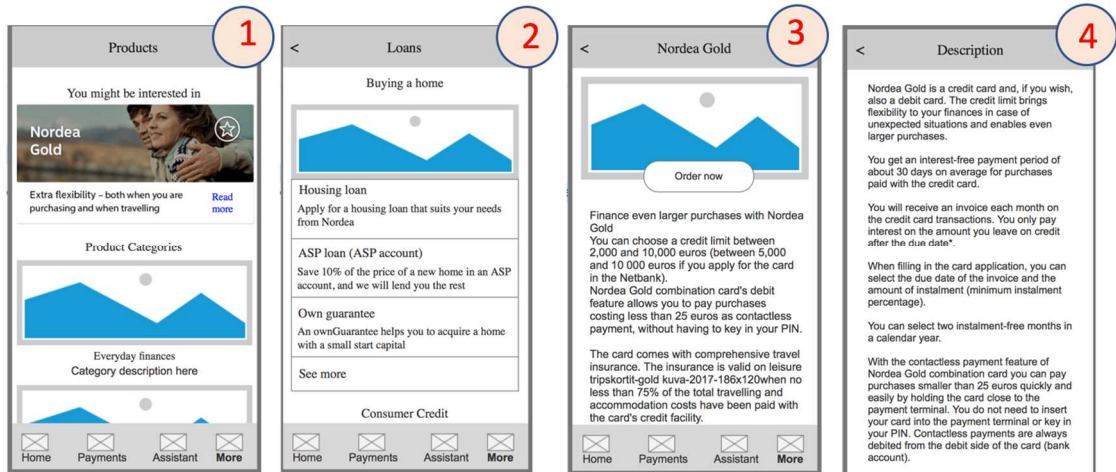 Products
1
You might be interested in
Nordea
Gold
Extra flexibility – both when you are
purchasing and when travelling
Read
more
Product Categories
Everyday finances
Category description here
Home Payments Assistant More
<
Loans
2
Buying a home
Housing loan
Apply for a housing loan that suits your needs
from Nordea
ASP loan (ASP account)
Save 10% of the price of a new home in an ASP
account, and we will lend you the rest
Own guarantee
An ownGuarantee helps you to acquire a home
with a small start capital
See more
Consumer Credit
Home Payments Assistant More
<
Nordea Gold
3
Order now
Finance even larger purchases with Nordea
Gold
You can choose a credit limit between
2,000 and 10,000 euros (between 5,000
and 10 000 euros if you apply for the card
in the Netbank).
Nordea Gold combination card's debit
feature allows you to pay purchases
costing less than 25 euros as contactless
payment, without having to key in your PIN.
The card comes with comprehensive travel
insurance. The insurance is valid on leisure
tripskortit-gold kuva-2017-186x120when no
less than 75% of the total travelling and
accommodation costs have been paid with
the card's credit facility.
Home Payments Assistant More
<
Description
4
Nordea Gold is a credit card and, if you wish,
also a debit card. The credit limit brings
flexibility to your finances in case of
unexpected situations and enables even
larger purchases.
You get an interest-free payment period of
about 30 days on average for purchases
paid with the credit card.
You will receive an invoice each month on
the credit card transactions. You only pay
interest on the amount you leave on credit
after the due date*.
When filling in the card application, you can
select the due date of the invoice and the
amount of instalment (minimum instalment
percentage).
You can select two instalment-free months in
a calendar year.
With the contactless payment feature of
Nordea Gold combination card you can pay
purchases smaller than 25 euros quickly and
easily by holding the card close to the
payment terminal. You do not need to insert
your card into the payment terminal or key in
your PIN. Contactless payments are always
debited from the debit side of the card (bank
account).